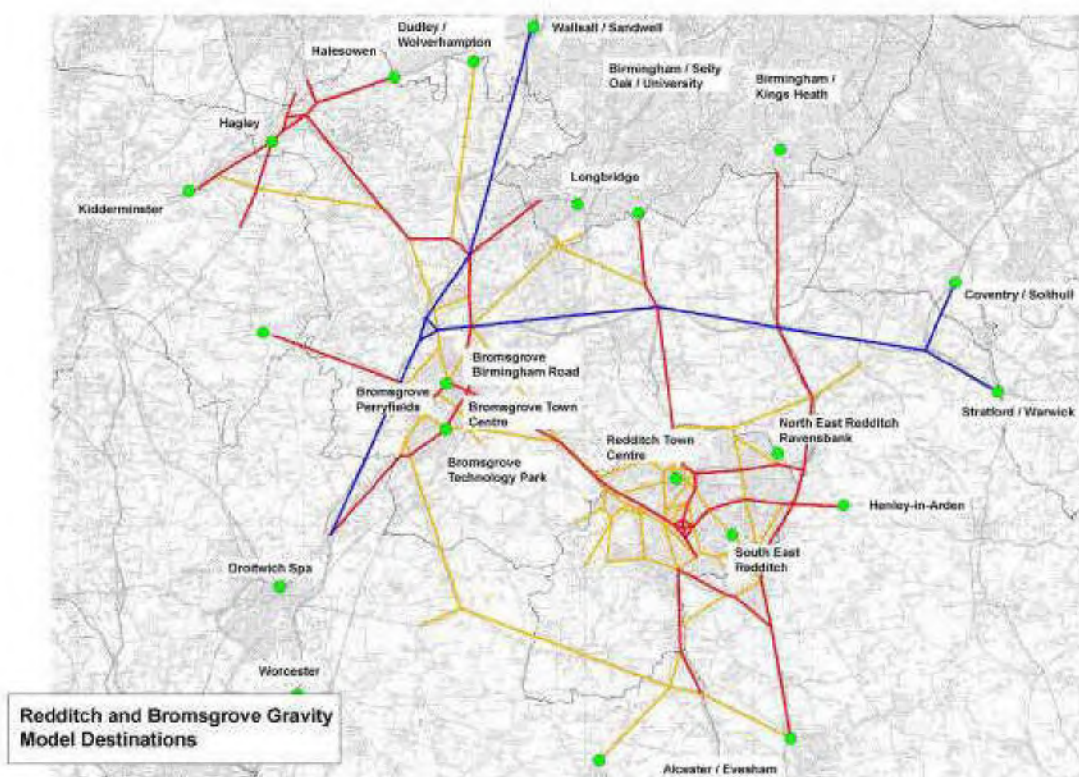 Dudley /
Wolverhampton
Walsall / Sandwell
Halesowen
Birmingham / Selly
Oak / University
Birmingham /
Kings Heath
Hagley
Longbridge
Kidderminster
Coventry / Solihull
Bromsgrove
Birmingham Road
Bromsgrove
Perryfields
Bromsgrove Town
Centre
Stratford / Warwick
North East Redditch
Ravensbank
Redditch Town
Centre
Bromsgrove
Technology Park
Henley-in-Arden
South East
Redditch
Droitwich Spa
Worcester
Redditch and Bromsgrove Gravity
Model Destinations
Alcester / Evesham